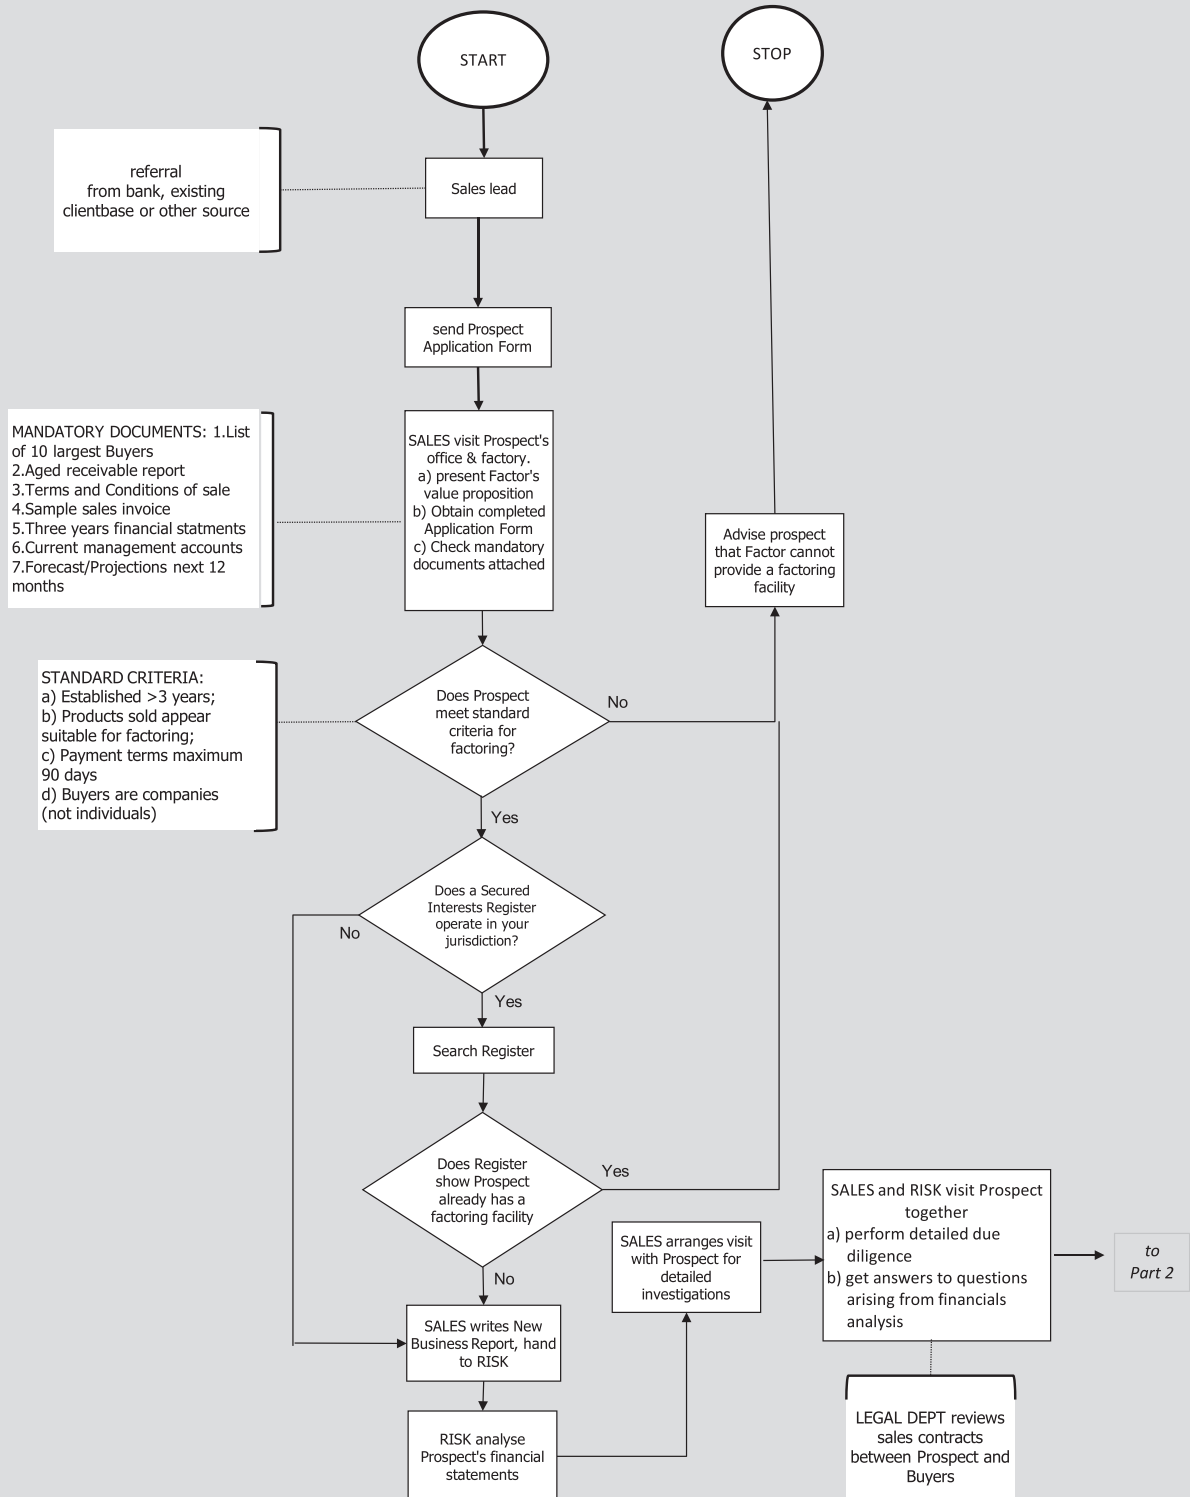 START
STOP
referral
from bank, existing
clientbase or other source
Sales lead
send Prospect
Application Form
MANDATORY DOCUMENTS: 1.List
of 10 largest Buyers
2.Aged receivable report
3.Terms and Conditions of sale
4.Sample sales invoice
5.Three years financial statments
6.Current management accounts
7.Forecast/Projections next 12
months
SALES visit Prospect's
office & factory.
a) present Factor's
value proposition
b) Obtain completed
Application Form
c) Check mandatory
documents attached
Advise prospect
that Factor cannot
provide a factoring
facility
STANDARD CRITERIA:
a) Established >3 years;
b) Products sold appear
suitable for factoring;
c) Payment terms maximum
90 days
d) Buyers are companies
(not individuals)
Does Prospect
meet standard
criteria for
factoring?
No
Yes
Does a Secured
Interests Register
operate in your
jurisdiction?
No
Yes
Search Register
Does Register
show Prospect
already has a
factoring facility
Yes
No
SALES writes New
Business Report, hand
to RISK
RISK analyse
Prospect's financial
statements
SALES arranges visit
with Prospect for
detailed
investigations
SALES and RISK visit Prospect
together
a) perform detailed due
diligence
b) get answers to questions
arising from financials
analysis
to
Part 2
LEGAL DEPT reviews
sales contracts
between Prospect and
Buyers